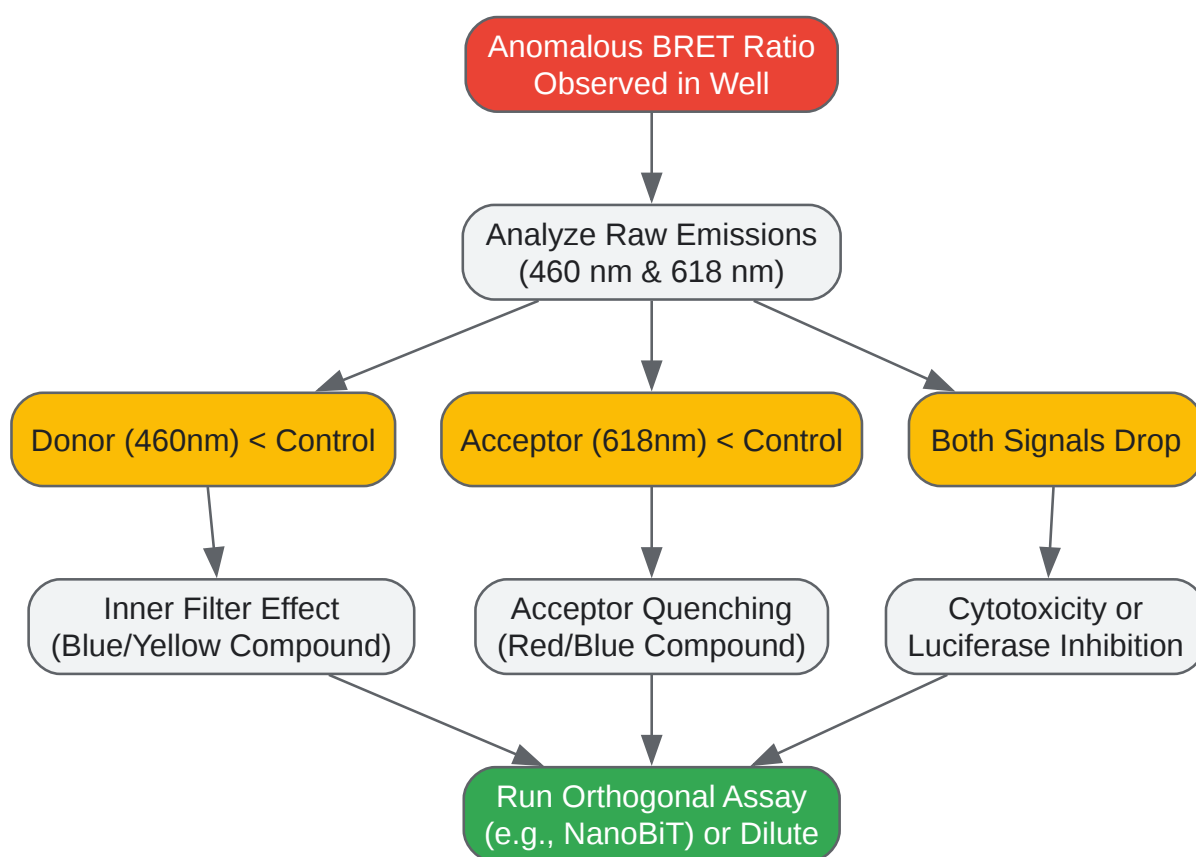 Anomalous BRET Ratio
Observed in Well
Analyze Raw Emissions
(460 nm & 618 nm)
Donor (460nm) < Control
Acceptor (618nm) < Control
Both Signals Drop
Inner Filter Effect
(Blue/Yellow Compound)
Acceptor Quenching
(Red/Blue Compound)
Cytotoxicity or
Luciferase Inhibition
Run Orthogonal Assay
(e.g., NanoBiT) or Dilute